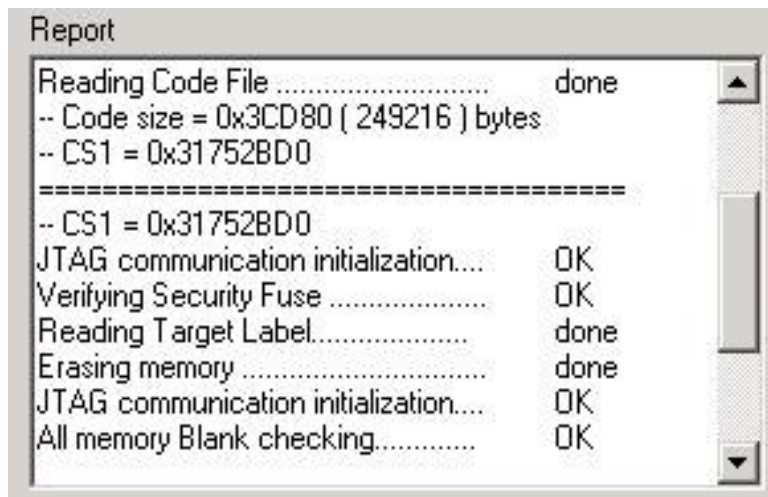 Report
Reading Code File ........................... done
-- Code size = 0x3CD80 ( 249216 ) bytes
-- CS1 = 0x31752BD0
=====================================
-- CS1 = 0x31752BD0
JTAG communication initialization.... OK
Verifying Security Fuse .................... OK
Reading Target Label.................... done
Erasing memory ............................... done
JTAG communication initialization.... OK
All memory Blank checking............. OK